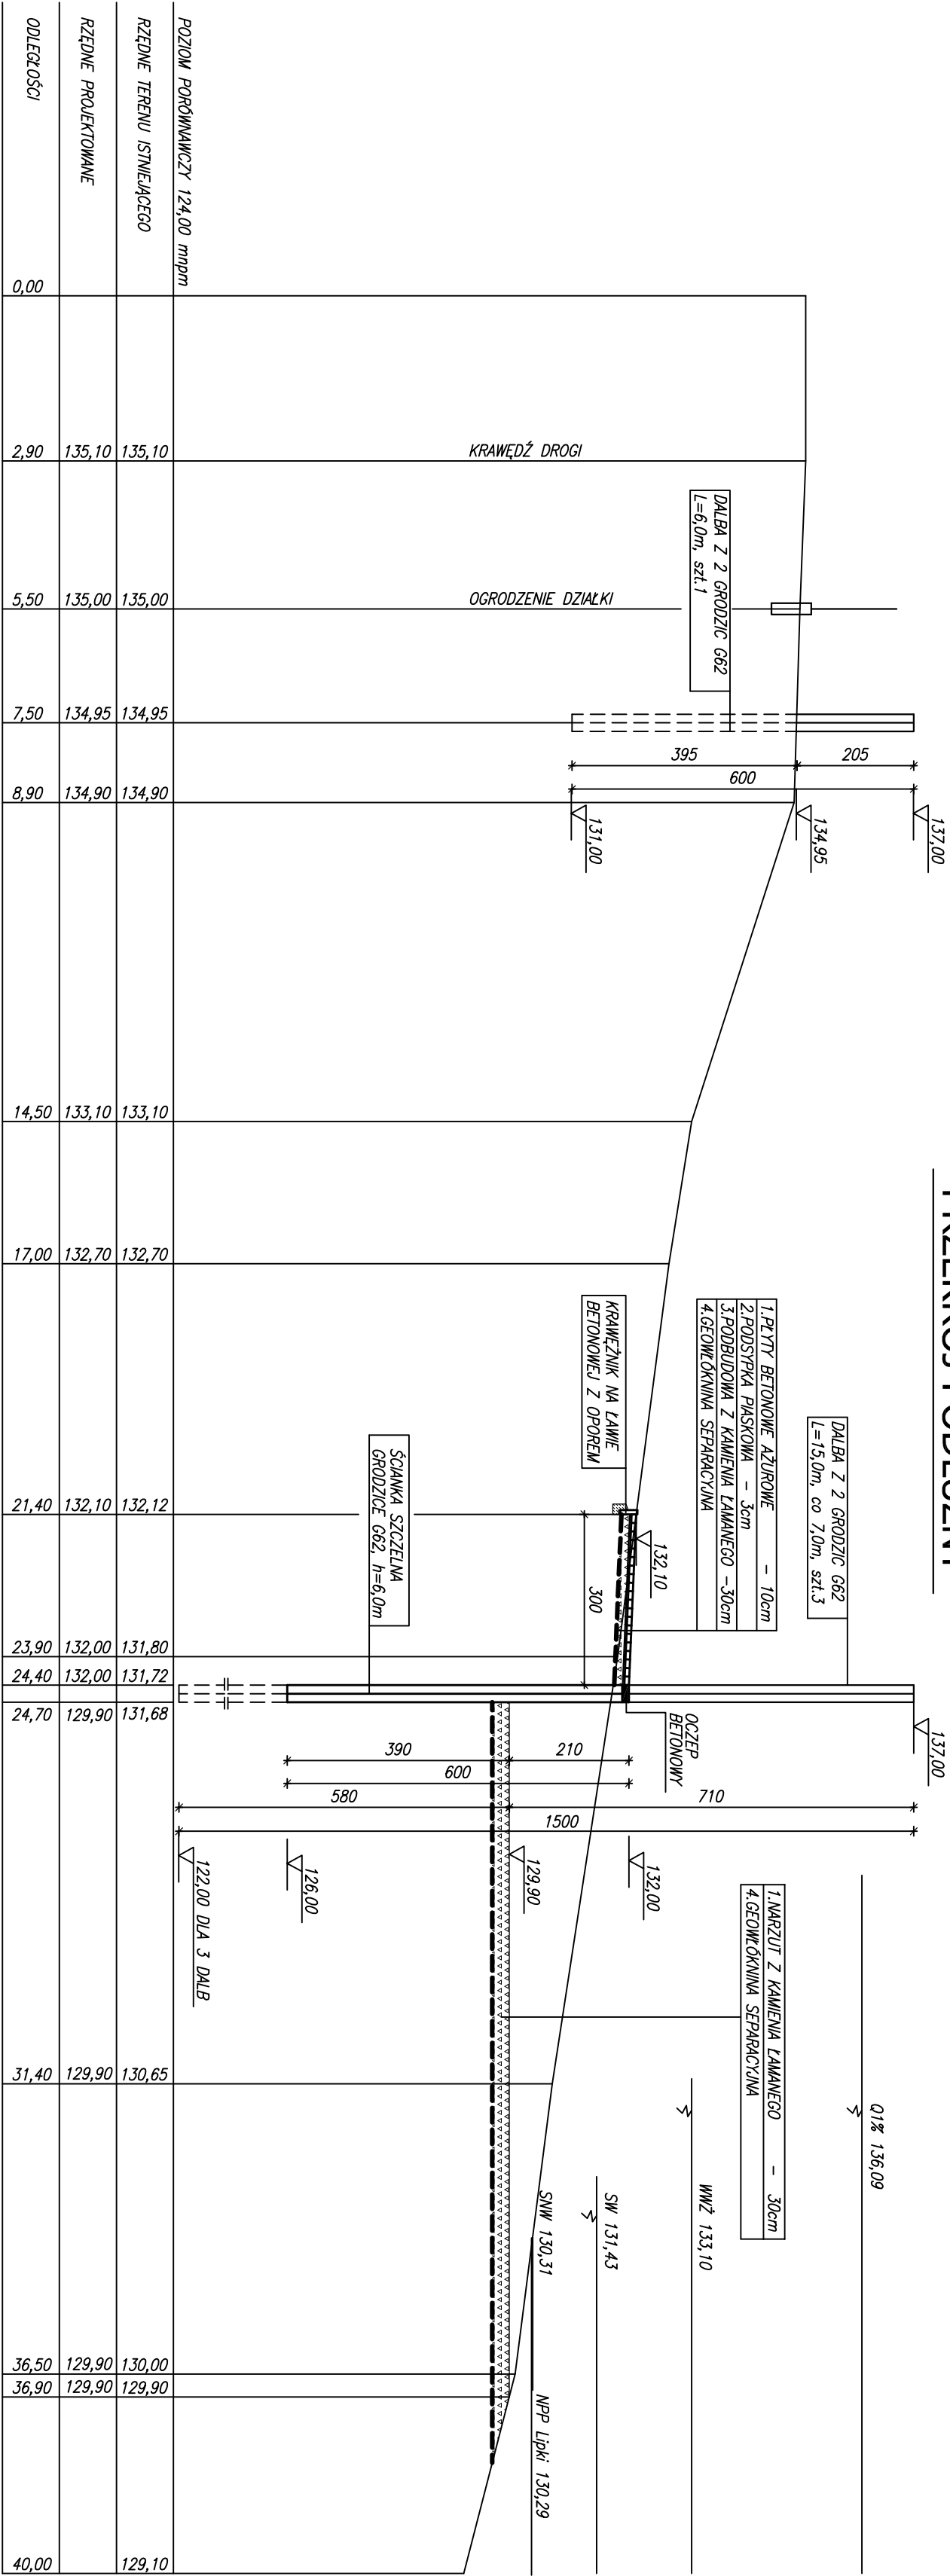 PRZEKRÓJ PODŁUŻNY
137,00
134,95
131,00
205
395
600
DALBA Z 2 GRODZIC G62
L=6,0m, szt.1
KRAWĘDŹ DROGI
OGRODZENIE DZIAŁKI
DALBA Z 2 GRODZIC G62
L=15,0m, co 7,0m, szt.3
1.PŁYTY BETONOWE AŻUROWE - 10cm
2.PODSYPKA PIASKOWA - 3cm
3.PODBUDOWA Z KAMIENIA ŁAMANEGO -30cm
4.GEOWŁÓKNINA SEPARACYJNA
KRAWĘŻNIK NA ŁAWIE
BETONOWEJ Z OPOREM
132,10
300
ŚCIANKA SZCZELNA
GRODZICE G62, h=6,0m
OCZEP
BETONOWY
137,00
210
390
600
710
580
1500
132,00
129,90
126,00
122,00 DLA 3 DALB
1.NARZUT Z KAMIENIA ŁAMANEGO - 30cm
4.GEOWŁÓKNINA SEPARACYJNA
Q1% 136,09
WWŻ 133,10
SW 131,43
SNW 130,31
NPP Lipki 130,29
POZIOM PORÓWNAWCZY 124,00 mnpm
RZĘDNE TERENU ISTNIEJĄCEGO
135,10 135,00 134,95 134,90 133,10 132,70 132,12 131,80 131,72 131,68 130,65 130,00 129,90 129,10
RZĘDNE PROJEKTOWANE
135,10 135,00 134,95 134,90 133,10 132,70 132,10 132,00 132,00 129,90 129,90 129,90 129,90
ODLEGŁOŚCI
0,00 2,90 5,50 7,50 8,90 14,50 17,00 21,40 23,90 24,40 24,70 31,40 36,50 36,90 40,00